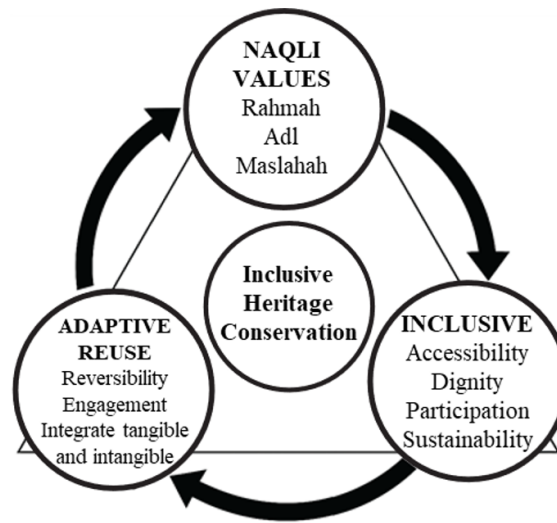 NAQLI
VALUES
Rahmah
Adl
Maslahah
Inclusive
Heritage
Conservation
ADAPTIVE
REUSE
Reversibility
Engagement
Integrate tangible
and intangible
INCLUSIVE
Accessibility
Dignity
Participation
Sustainability